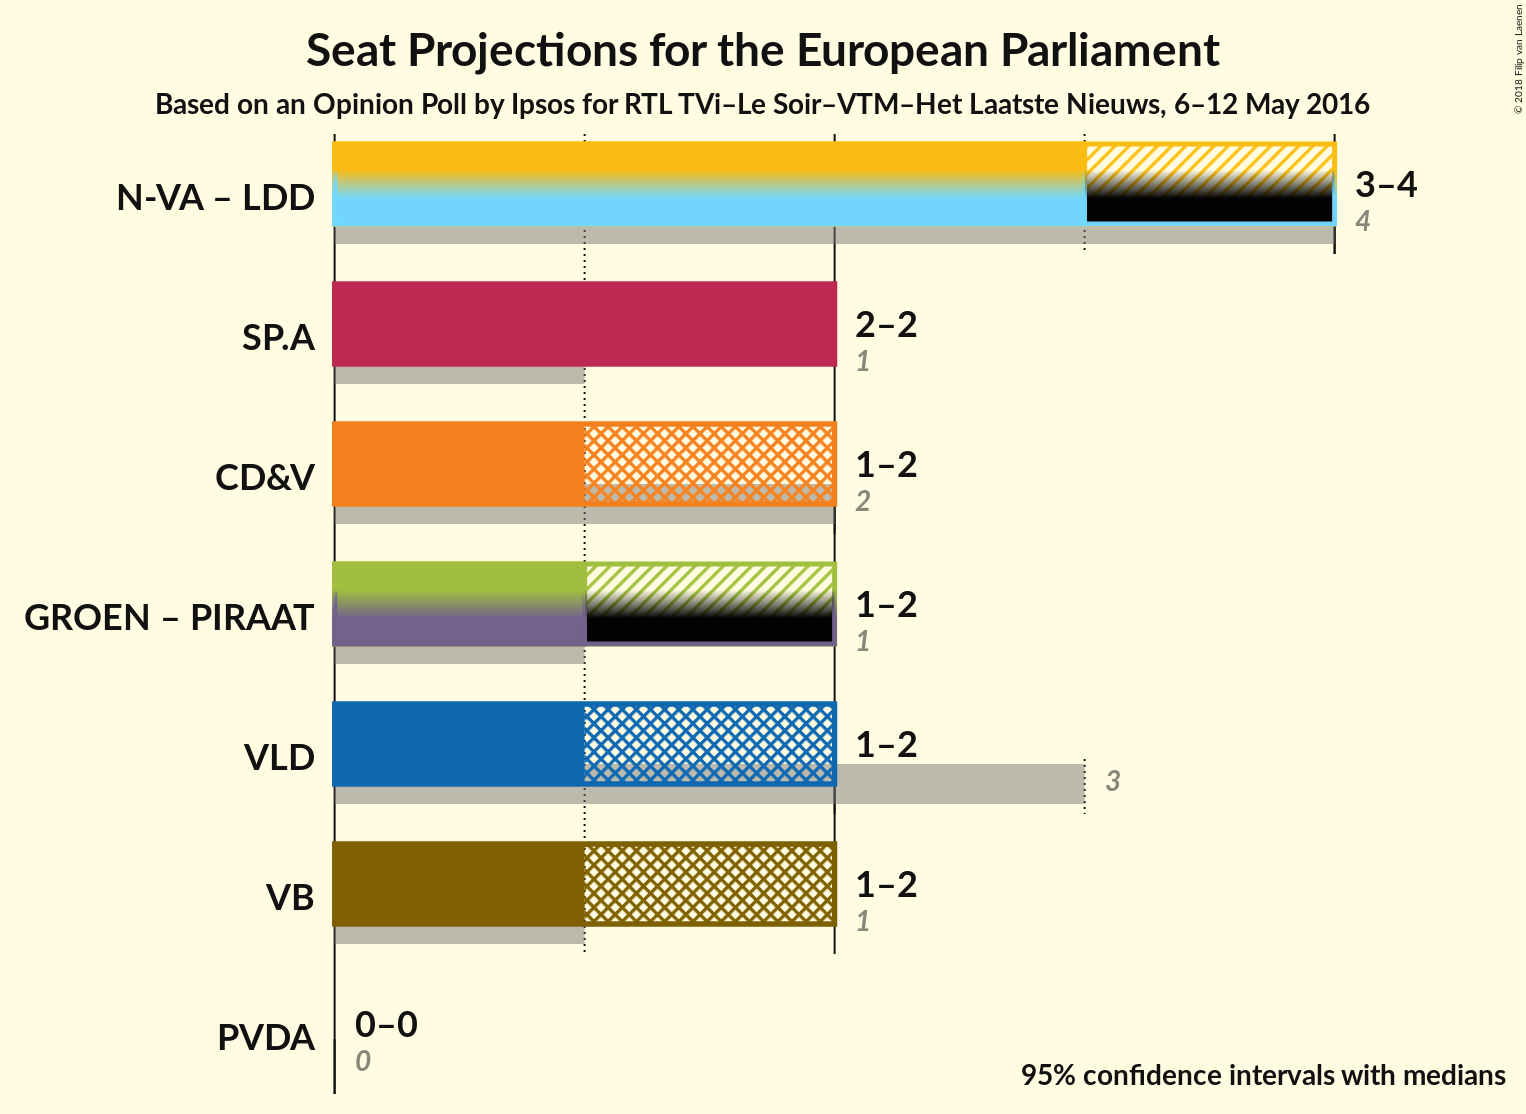 Seat Projections for the European Parliament
Based on an Opinion Poll by Ipsos for RTL TVi–Le Soir–VTM–Het Laatste Nieuws, 6–12 May 2016
© 2018 Filip van Laenen
N-VA – LDD
3–4
4
SP.A
2–2
1
CD&V
1–2
2
GROEN – PIRAAT
1–2
1
VLD
1–2
3
VB
1–2
1
PVDA
0–0
0
95% confidence intervals with medians